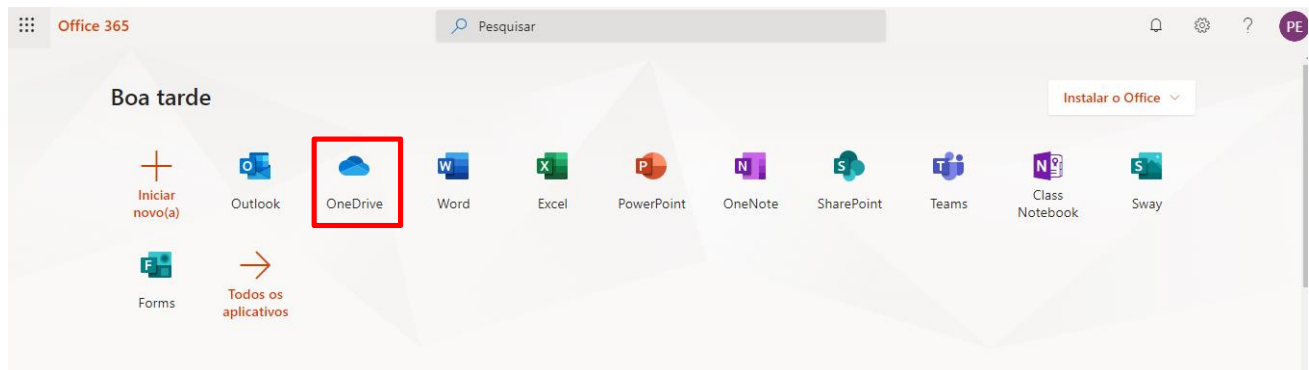 Office 365
Pesquisar
PE
Boa tarde
Instalar o Office
Iniciar
novo(a)
Outlook
OneDrive
Word
Excel
PowerPoint
OneNote
SharePoint
Teams
Class
Notebook
Sway
Forms
Todos os
aplicativos